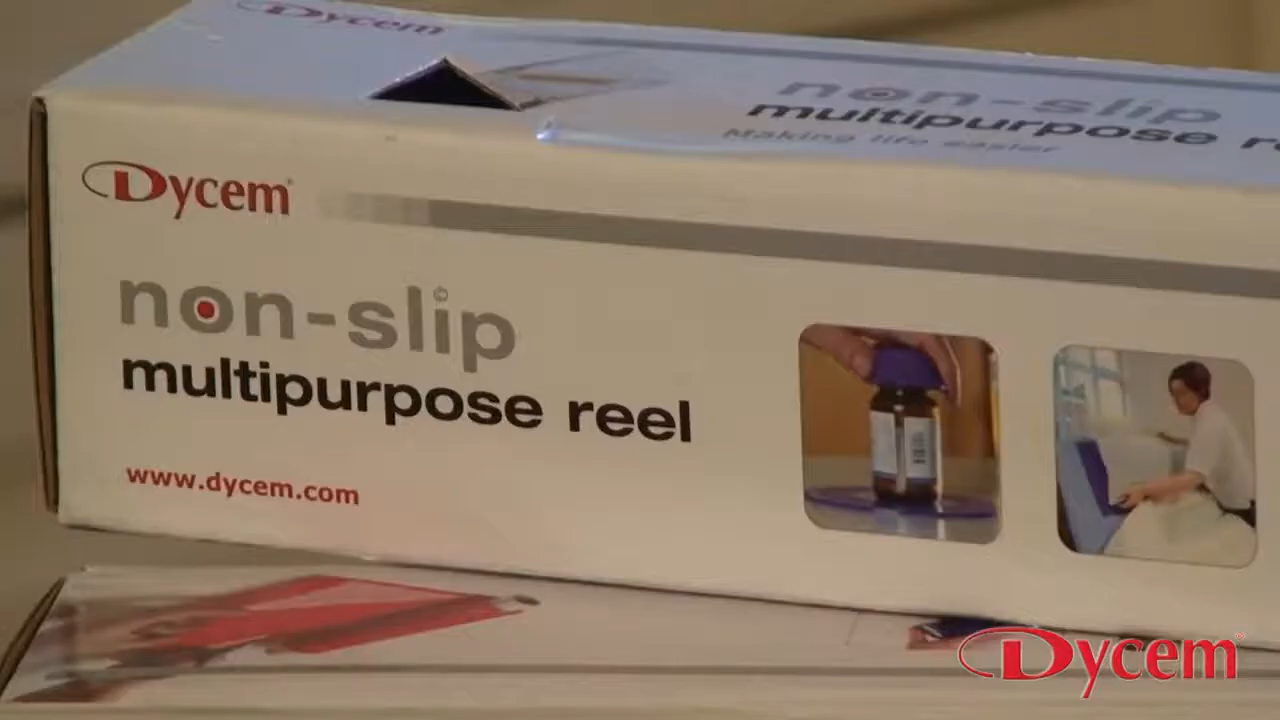 Dycem
non-slip
multipurpose re
Making life easier
Dycem
non-slip
multipurpose reel
www.dycem.com
Dycem